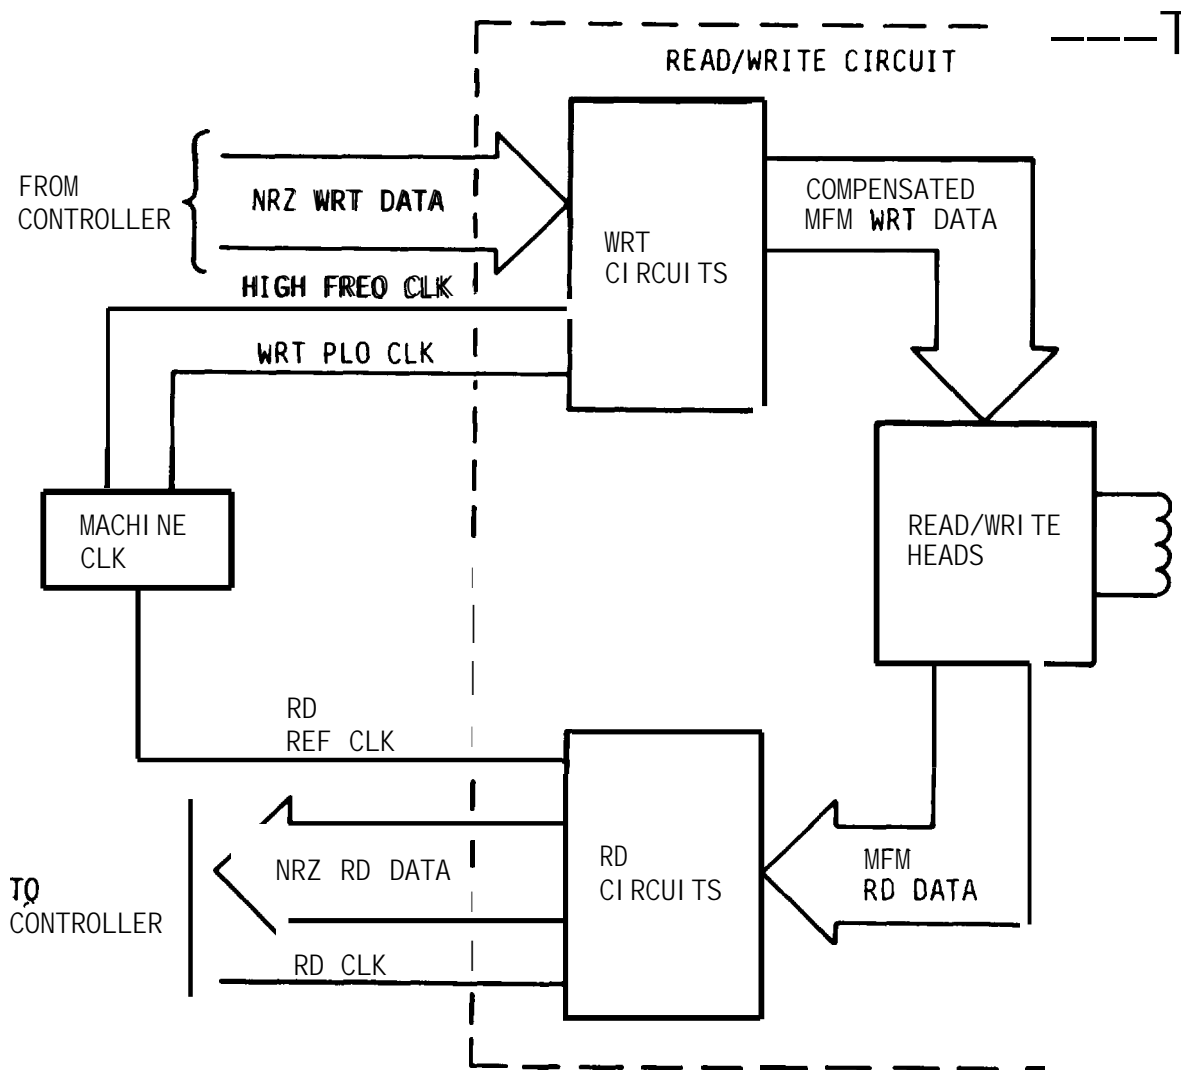 READ/WRITE CIRCUIT
FROM
CONTROLLER
NRZ WRT DATA
HIGH FREQ CLK
WRT PLO CLK
WRT
CIRCUITS
COMPENSATED
MFM WRT DATA
MACHINE
CLK
READ/WRITE
HEADS
RD
REF CLK
TO
CONTROLLER
NRZ RD DATA
RD CLK
RD
CIRCUITS
MFM
RD DATA